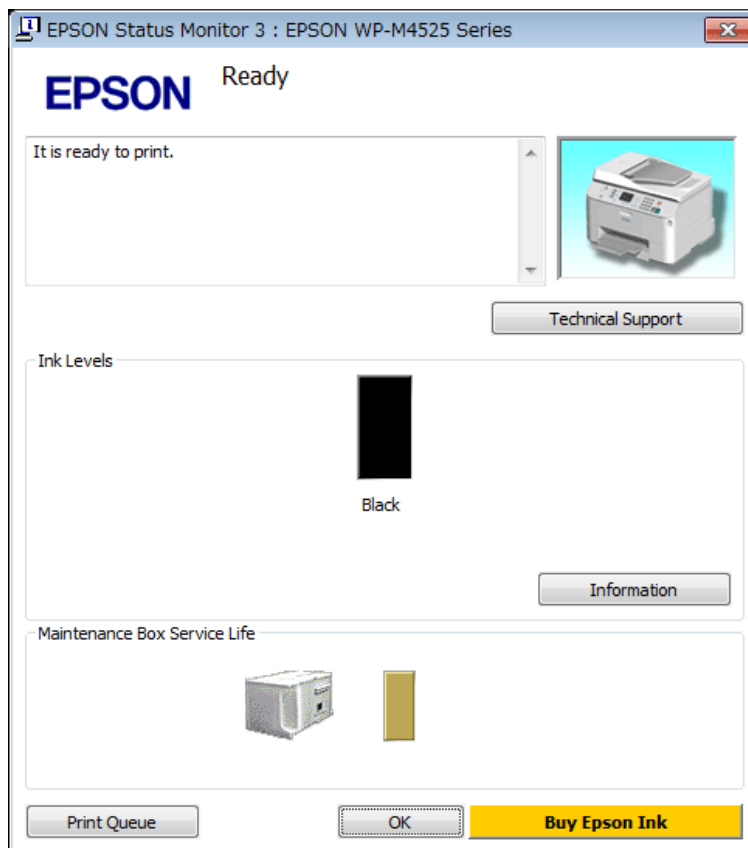 EPSON Status Monitor 3 : EPSON WP-M4525 Series
EPSON
Ready
It is ready to print.
Technical Support
Ink Levels
Black
Information
Maintenance Box Service Life
Print Queue
OK
Buy Epson Ink